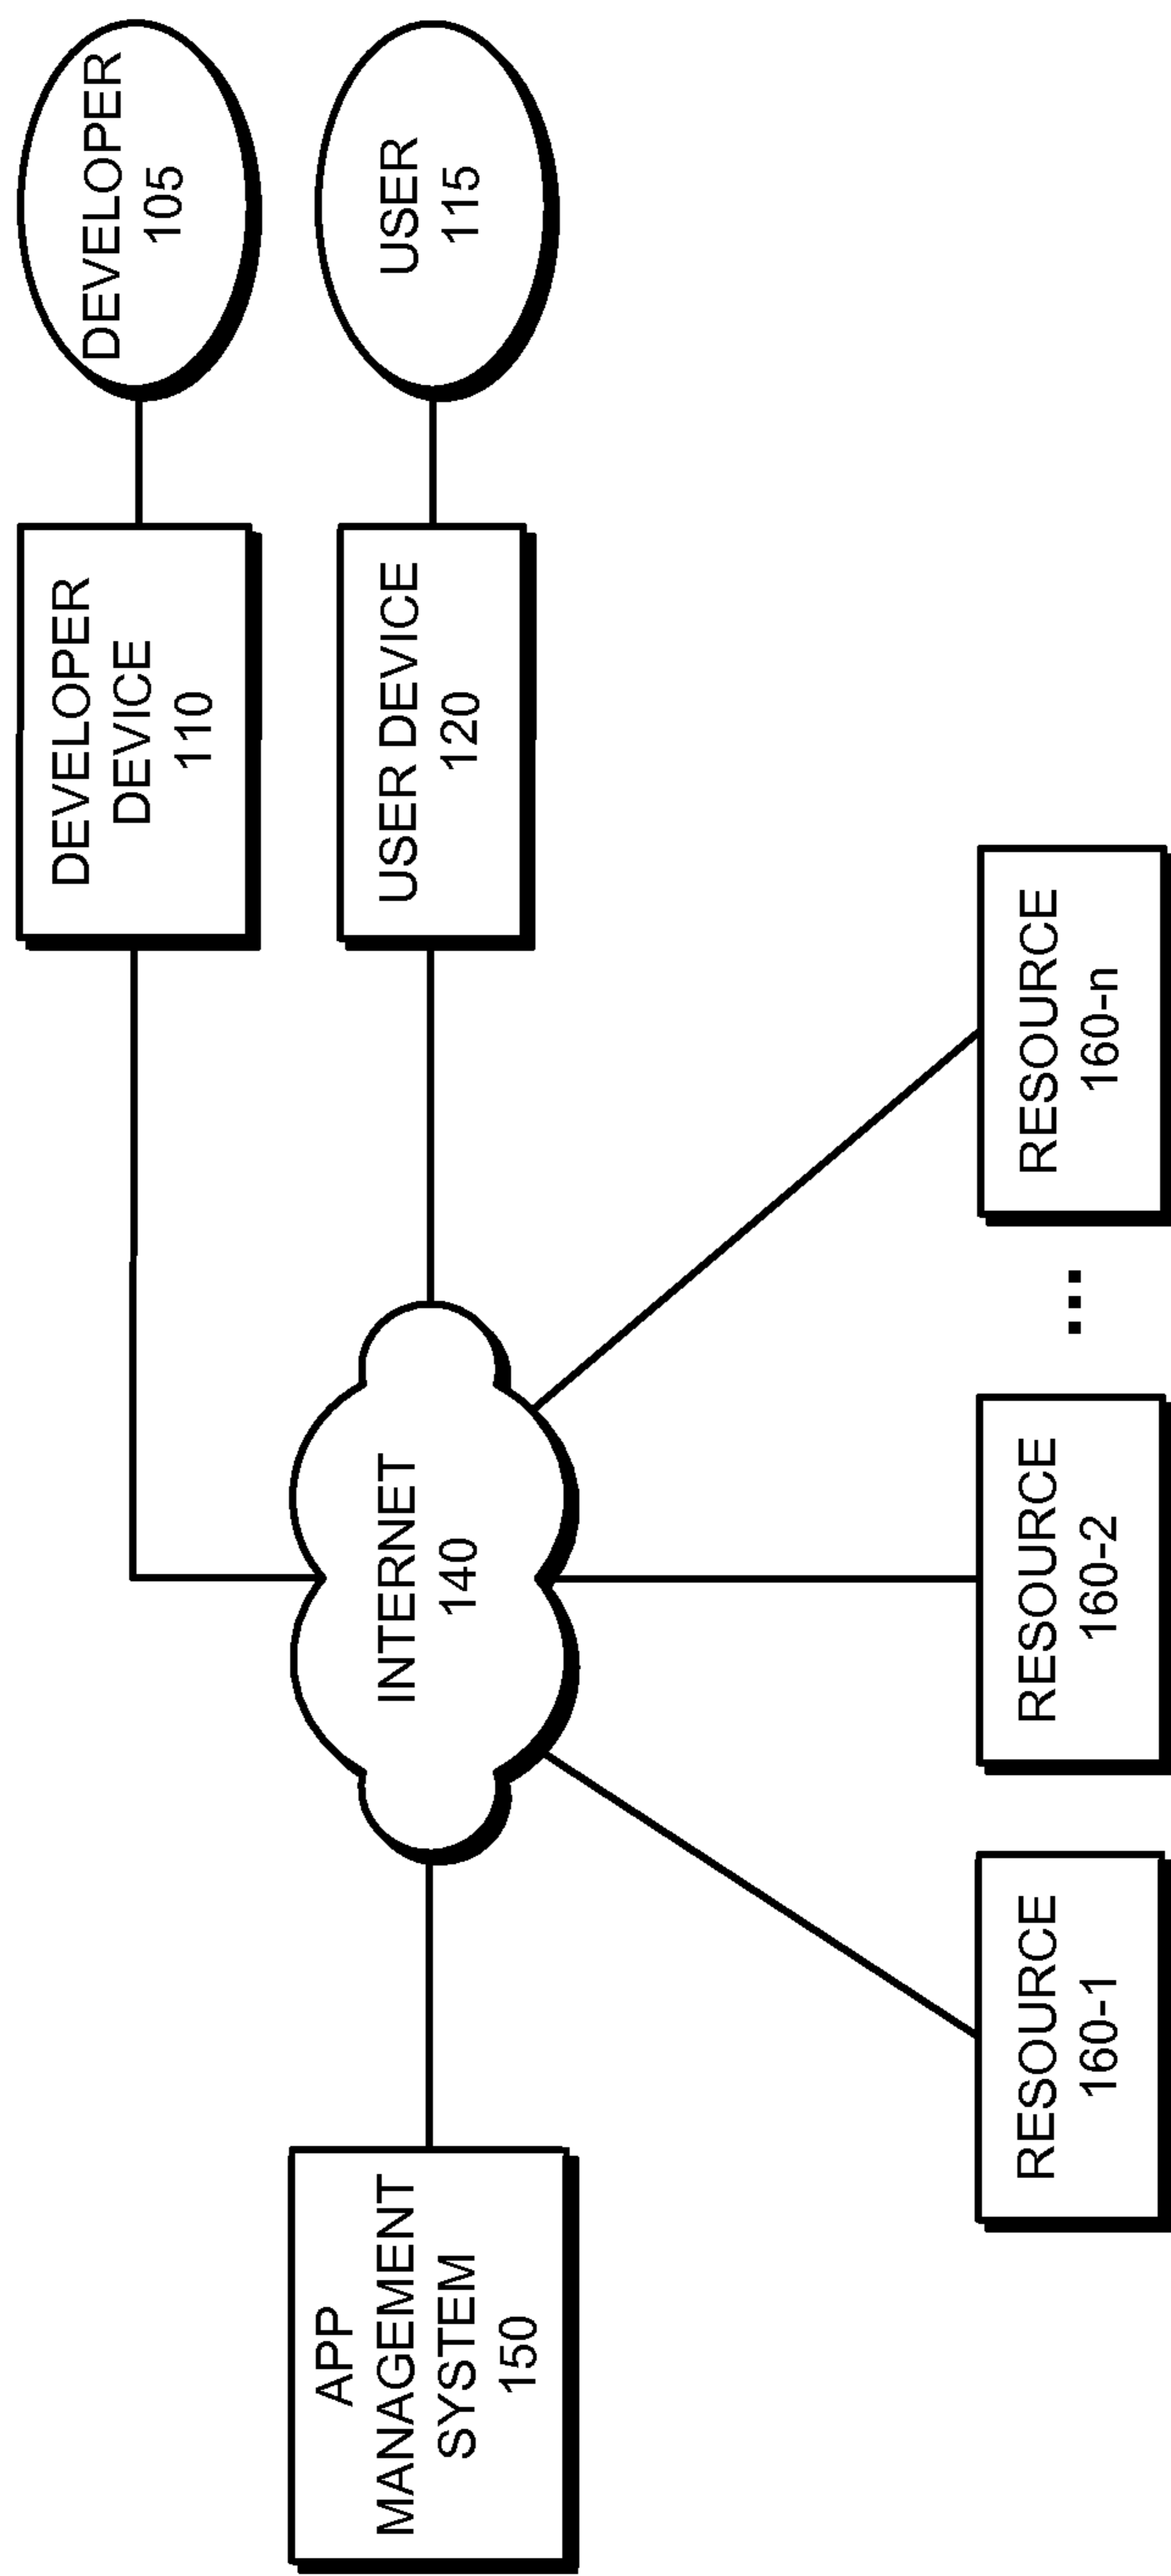 DEVELOPER
105
DEVELOPER
DEVICE
110
USER
115
USER DEVICE
120
INTERNET
140
APP
MANAGEMENT
SYSTEM
150
RESOURCE
160-1
RESOURCE
160-2
...
RESOURCE
160-n